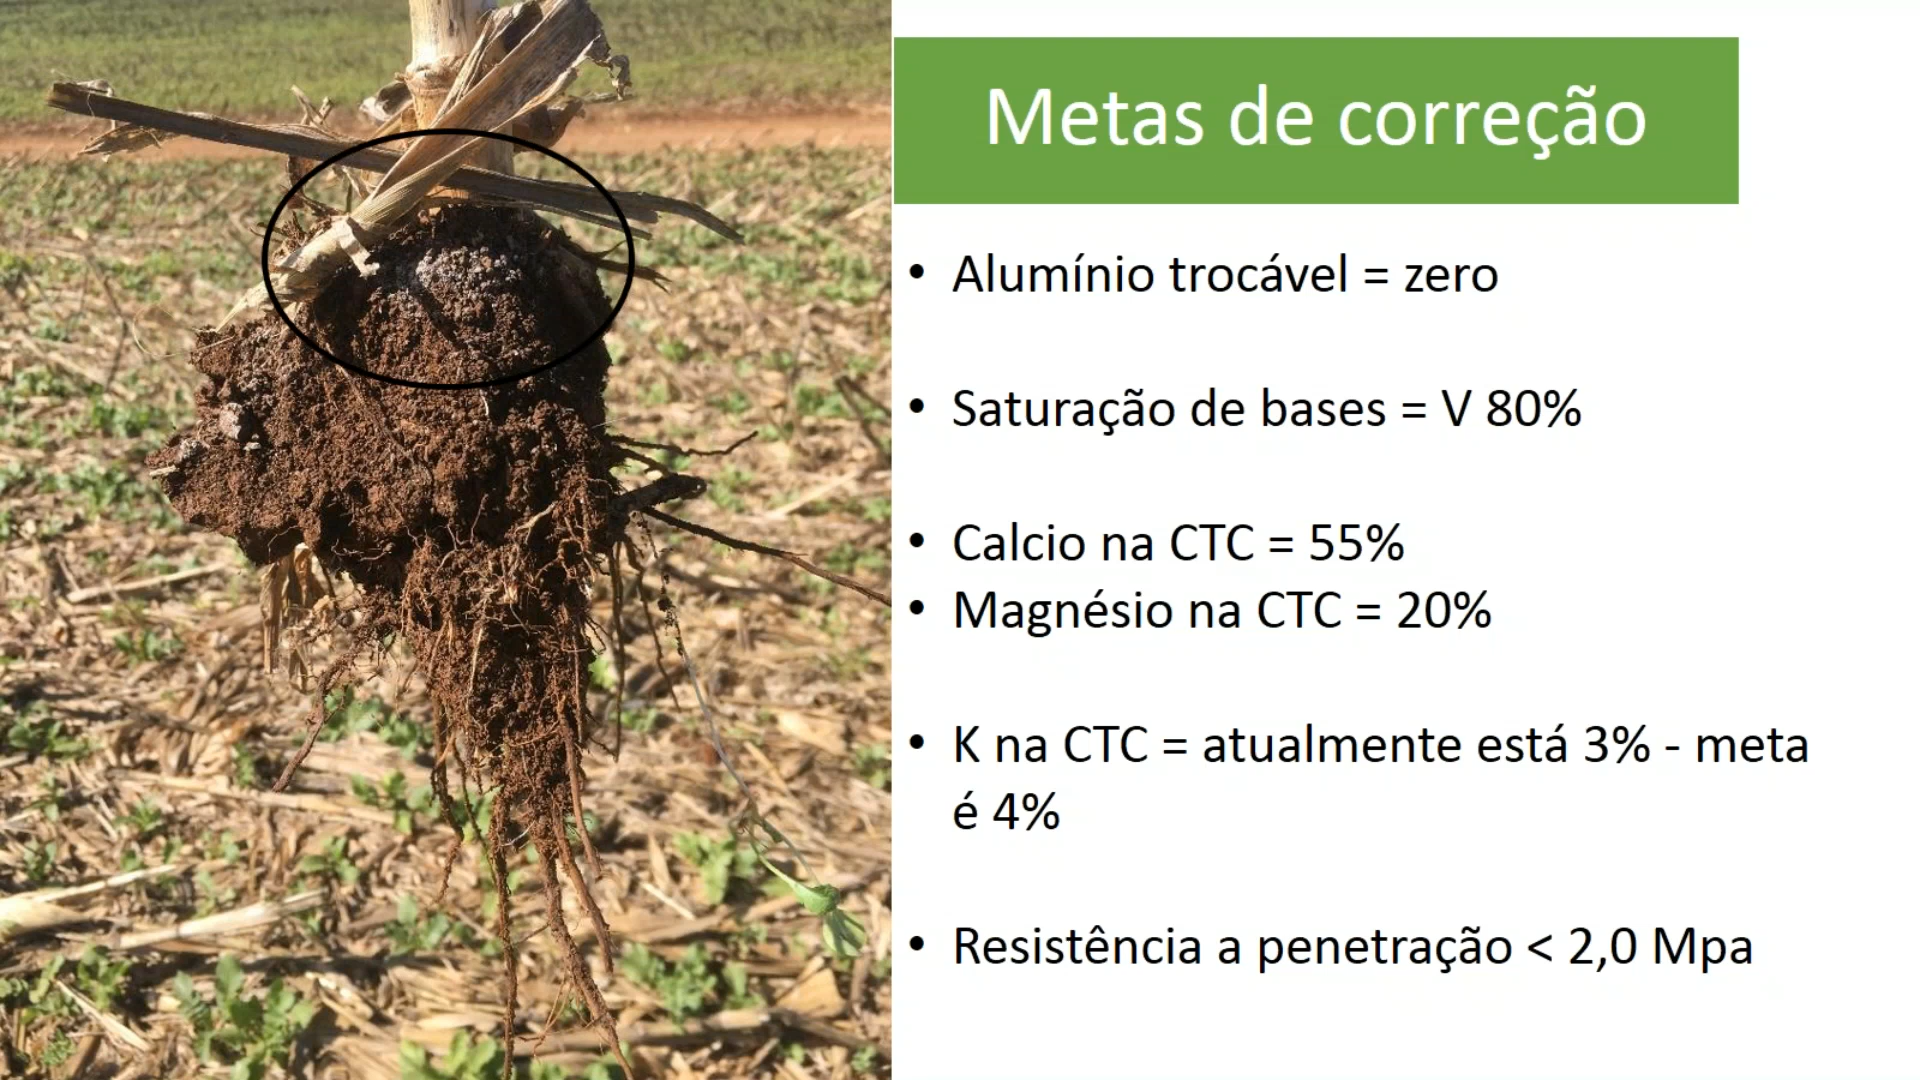 Metas de correção
• Alumínio trocável = zero
• Saturação de bases = V 80%
• Calcio na CTC = 55%
• Magnésio na CTC = 20%
• K na CTC = atualmente está 3% - meta
é 4%
• Resistência a penetração < 2,0 Mpa